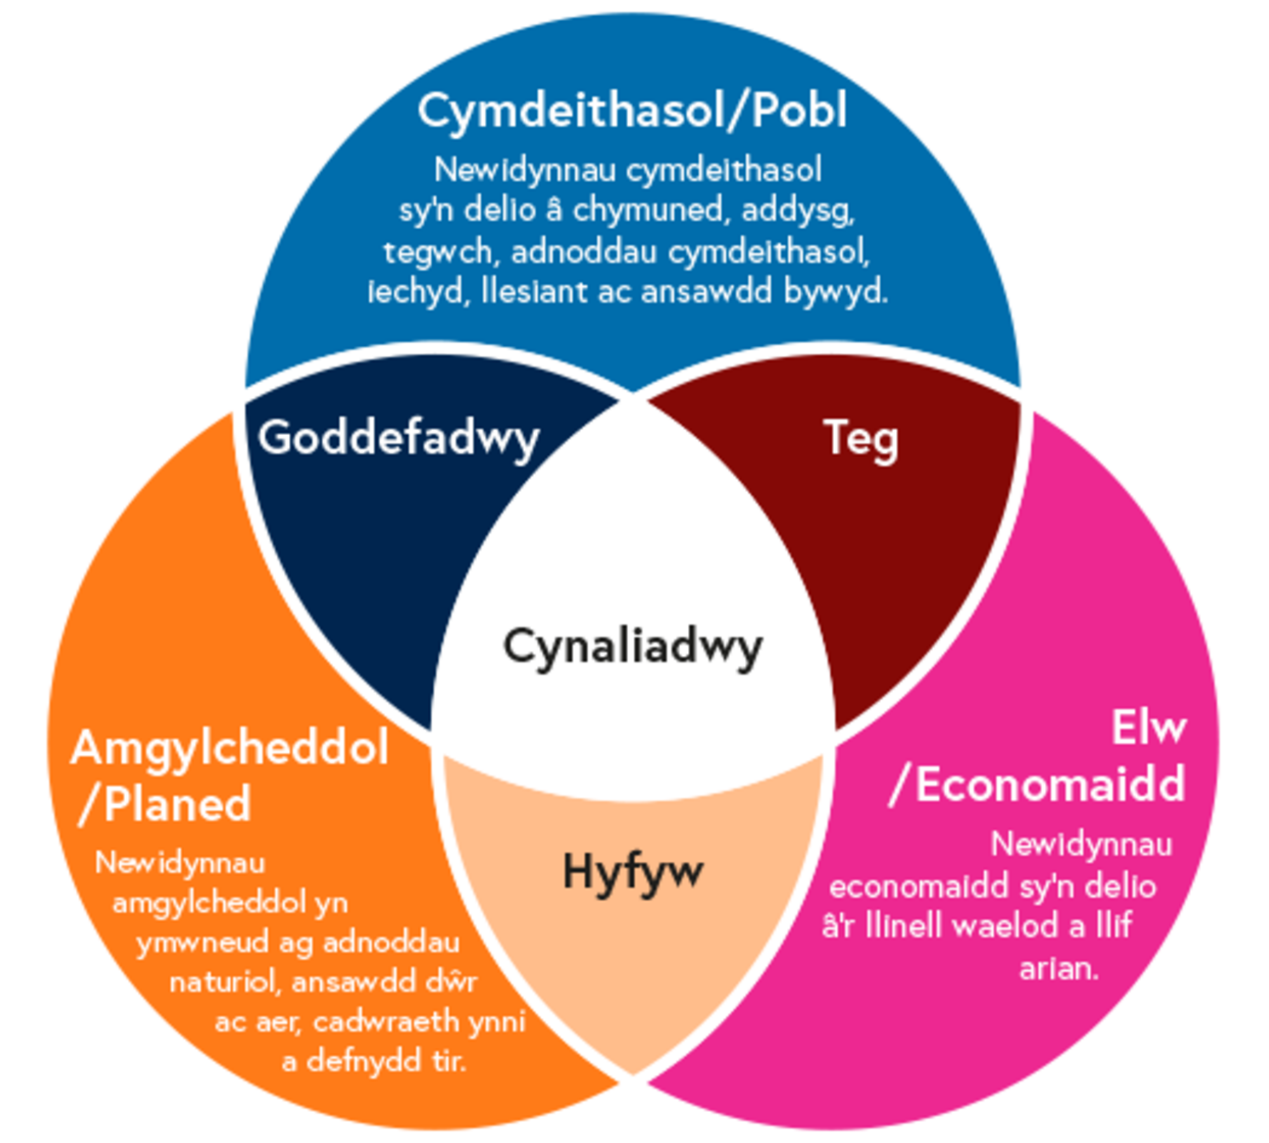 Cymdeithasol/Pobl
Newidynnau cymdeithasol
sy'n delio â chymuned, addysg,
tegwch, adnoddau cymdeithasol,
iechyd, llesiant ac ansawdd bywyd.
Goddefadwy
Teg
Cynaliadwy
Amgylcheddol
/Planed
Newidynnau
amgylcheddol yn
ymwneud ag adnoddau
naturiol, ansawdd dŵr
ac aer, cadwraeth ynni
a defnydd tir.
Hyfyw
Elw
/Economaidd
Newidynnau
economaidd sy'n delio
â'r llinell waelod a llif
arian.